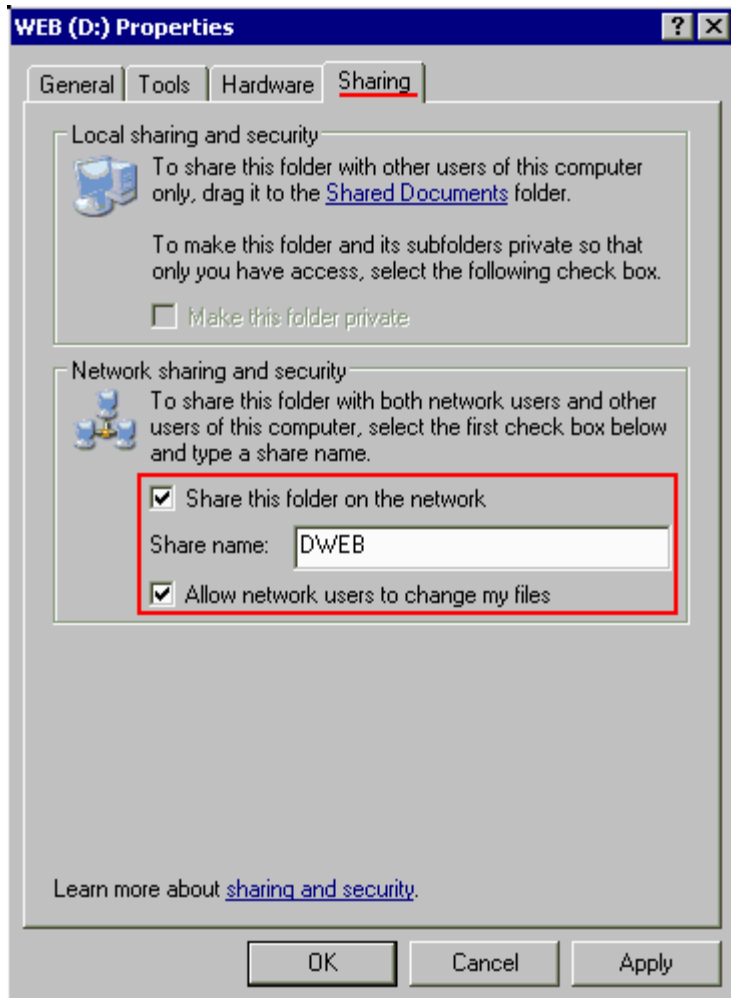 WEB (D:) Properties
General Tools Hardware Sharing
Local sharing and security
To share this folder with other users of this computer
only, drag it to the Shared Documents folder.
To make this folder and its subfolders private so that
only you have access, select the following check box.
Make this folder private
Network sharing and security
To share this folder with both network users and other
users of this computer, select the first check box below
and type a share name.
Share this folder on the network
Share name: DWEB
Allow network users to change my files
Learn more about sharing and security.
OK Cancel Apply